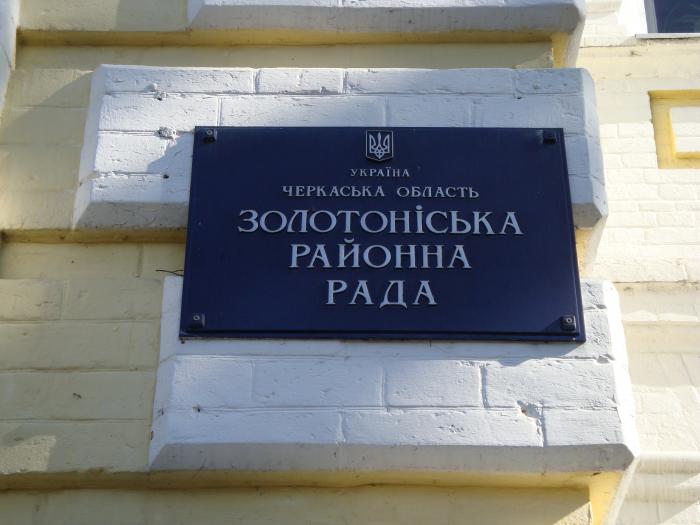 УКРАЇНА
ЧЕРКАСЬКА ОБЛАСТЬ
ЗОЛОТОНІСЬКА
РАЙОННА
РАДА